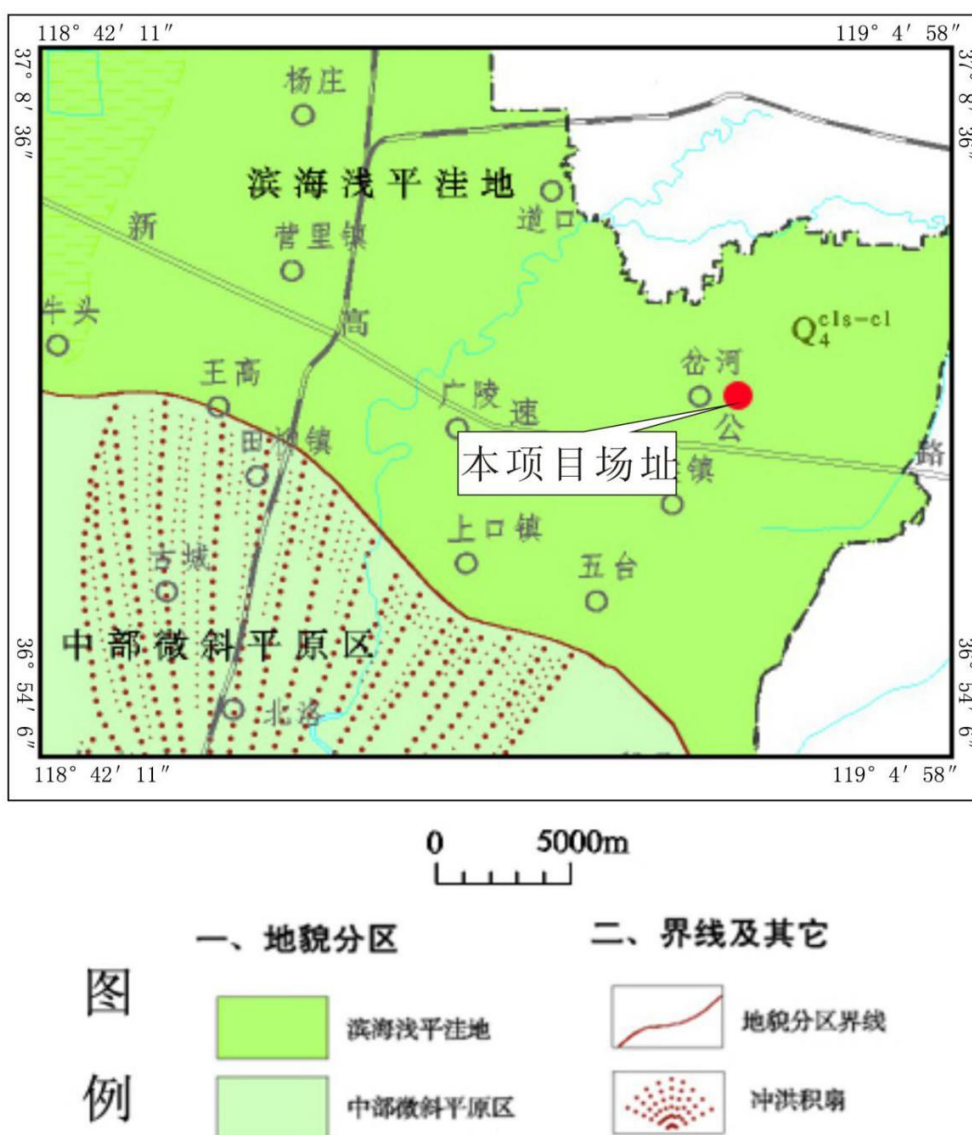 118° 42′ 11″
119° 4′ 58″
37° 8′ 36″
37° 8′ 36″
杨庄
滨海浅平洼地
道口
新
营里镇
高
牛头
Q₄ᶜˡˢ⁻ᶜˡ
岔河
王高
广陵
速
公
田柳镇
本项目场址
镇
路
上口镇
古城
五台
中部微斜平原区
北洛
36° 54′ 6″
36° 54′ 6″
118° 42′ 11″
119° 4′ 58″
0 5000m
一、地貌分区
二、界线及其它
图例
滨海浅平洼地
地貌分区界线
中部微斜平原区
冲洪积扇